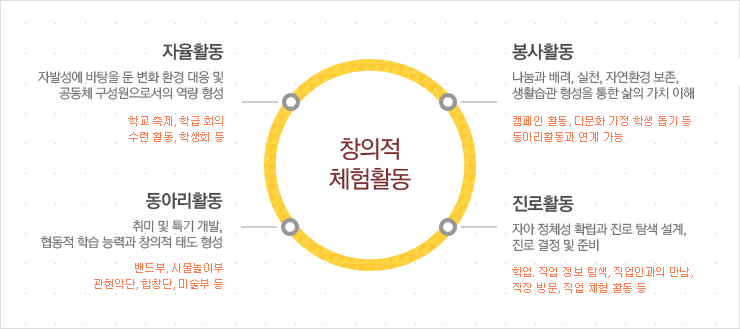 자율활동
자발성에 바탕을 둔 변화 환경 대응 및
공동체 구성원으로서의 역량 형성
학교 축제, 학급 회의
수련 활동, 학생회 등
봉사활동
나눔과 배려, 실천, 자연환경 보존,
생활습관 형성을 통한 삶의 가치 이해
캠페인 활동, 다문화 가정 학생 돕기 등
동아리활동과 연계 가능
창의적
체험활동
동아리활동
취미 및 특기 개발,
협동적 학습 능력과 창의적 태도 형성
밴드부, 사물놀이부
관현악단, 합창단, 미술부 등
진로활동
자아 정체성 확립과 진로 탐색 설계,
진로 결정 및 준비
학업, 직업 정보 탐색, 직업인과의 만남,
직장 방문, 직업 체험 활동 등